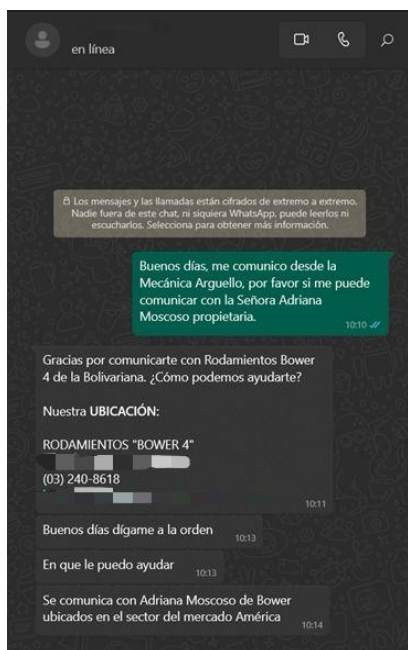 en línea
Los mensajes y las llamadas están cifrados de extremo a extremo.
Nadie fuera de este chat, ni siquiera WhatsApp, puede leerlos ni
escucharlos. Selecciona para obtener más información.
Buenos días, me comunico desde la
Mecánica Arguello, por favor si me puede
comunicar con la Señora Adriana
Moscoso propietaria.
10:10
Gracias por comunicarte con Rodamientos Bower
4 de la Bolivariana. ¿Cómo podemos ayudarte?
Nuestra UBICACIÓN:
RODAMIENTOS "BOWER 4"
(03) 240-8618
10:11
Buenos días dígame a la orden
10:13
En que le puedo ayudar
10:13
Se comunica con Adriana Moscoso de Bower
ubicados en el sector del mercado América
10:14